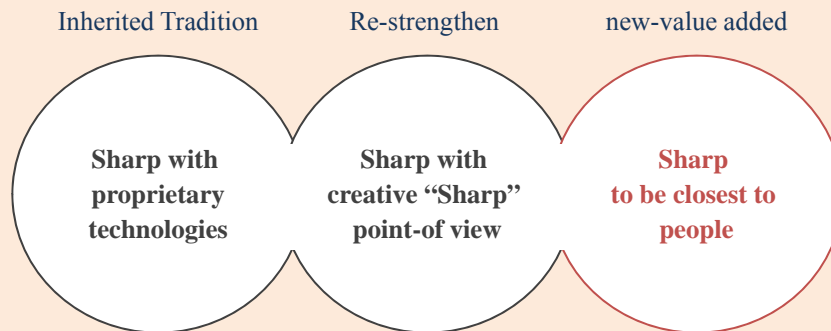 Inherited Tradition
Re-strengthen
new-value added
Sharp with
proprietary
technologies
Sharp with
creative “Sharp”
point-of view
Sharp
to be closest to
people